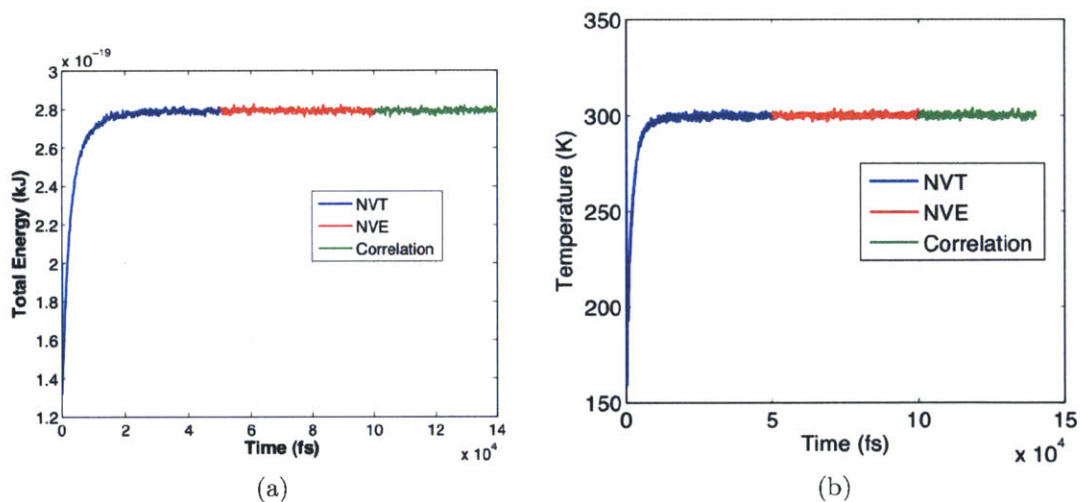 x 10⁻¹⁹
3
2.8
2.6
2.4
2.2
2
1.8
1.6
1.4
1.2
Total Energy (kJ)
NVT
NVE
Correlation
0 2 4 6 8 10 12 14
Time (fs)
x 10⁴
(a)
350
300
250
200
150
Temperature (K)
NVT
NVE
Correlation
0 5 10 15
Time (fs)
x 10⁴
(b)